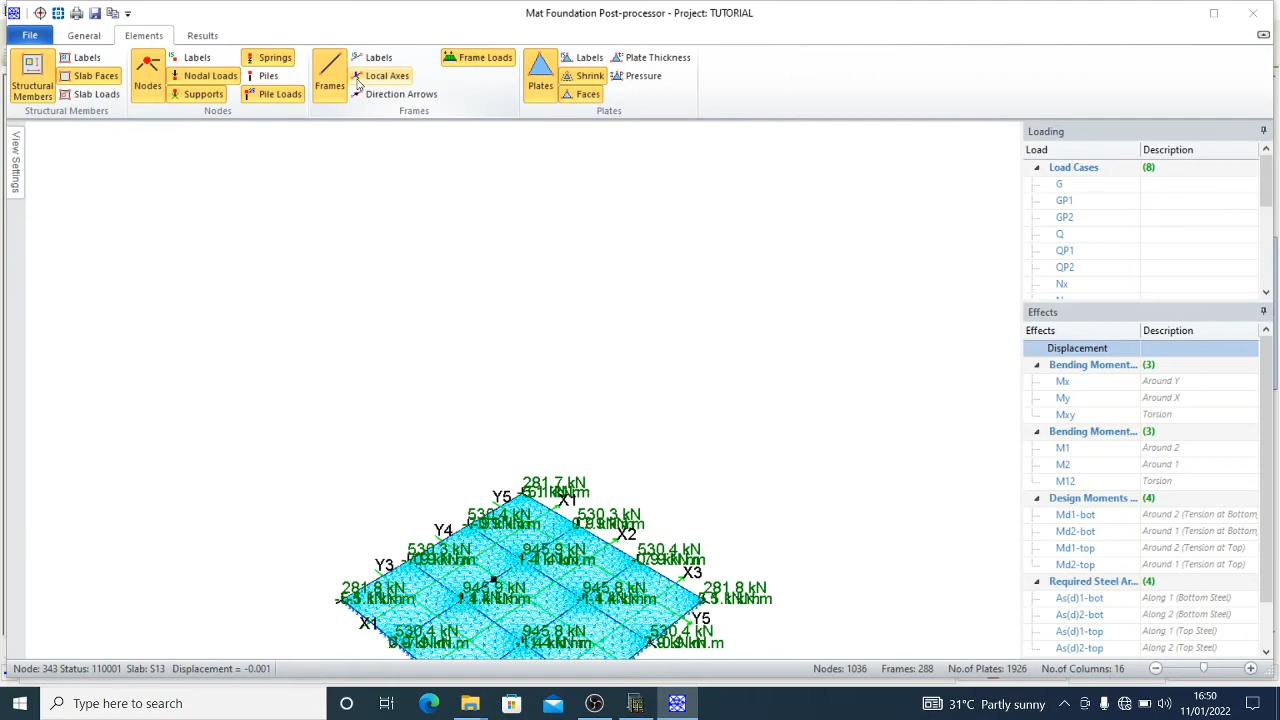 Mat Foundation Post-processor - Project: TUTORIAL
File General Elements Results
Structural Members
Labels
Slab Faces
Slab Loads
Structural Members
Nodes
Labels
Nodal Loads
Supports
Springs
Piles
Pile Loads
Nodes
Frames
Labels
Local Axes
Direction Arrows
Frame Loads
Frames
Plates
Labels
Shrink
Faces
Plate Thickness
Pressure
Plates
View Settings
281.7 kN
Y5 X1
530.4 kN 530.3 kN
Y4 X2
530.3 kN 945.9 kN 530.4 kN
Y3 X3
281.8 kN 945.9 kN 945.8 kN 281.8 kN
X1 Y5
530.4 kN 945.8 kN 530.4 kN
Loading
Load Description
Load Cases (8)
G
GP1
GP2
Q
QP1
QP2
Nx
Effects
Effects Description
Displacement
Bending Moment... (3)
Mx Around Y
My Around X
Mxy Torsion
Bending Moment... (3)
M1 Around 2
M2 Around 1
M12 Torsion
Design Moments ... (4)
Md1-bot Around 2 (Tension at Bottom
Md2-bot Around 1 (Tension at Bottom
Md1-top Around 2 (Tension at Top)
Md2-top Around 2 (Tension at Top)
Required Steel Ar... (4)
As(d)1-bot Along 1 (Bottom Steel)
As(d)2-bot Along 2 (Bottom Steel)
As(d)1-top Along 1 (Top Steel)
As(d)2-top Along 2 (Top Steel)
Node: 343 Status: 110001 Slab: S13 Displacement = -0.001 Nodes: 1036 Frames: 288 No.of Plates: 1926 No.of Columns: 16
Type here to search
31°C Partly sunny
16:50
11/01/2022